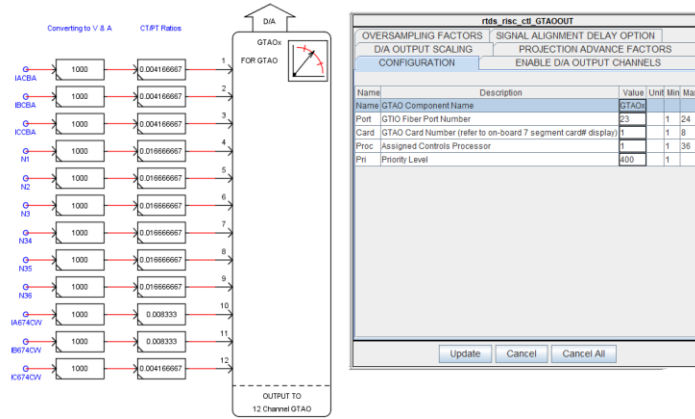 Converting to V & A
CT/PT Ratios
D/A
GTAOx
FOR GTAO
IACBA 1000 0.004166667 1
IBCBA 1000 0.004166667 2
ICCBA 1000 0.004166667 3
N1 1000 0.016666667 4
N2 1000 0.016666667 5
N3 1000 0.016666667 6
N34 1000 0.016666667 7
N35 1000 0.016666667 8
N36 1000 0.016666667 9
IA674CW 1000 0.008333 10
IB674CW 1000 0.008333 11
IC674CW 1000 0.004166667 12
OUTPUT TO
12 Channel GTAO
rtds_risc_ctl_GTAOOUT
OVERSAMPLING FACTORS SIGNAL ALIGNMENT DELAY OPTION
D/A OUTPUT SCALING PROJECTION ADVANCE FACTORS
CONFIGURATION ENABLE D/A OUTPUT CHANNELS
Name Description Value Unit Min Max
Name GTAO Component Name GTAOx
Port GTIO Fiber Port Number 23 1 24
Card GTAO Card Number (refer to on-board 7 segment card# display) 1 1 8
Proc Assigned Controls Processor 1 1 36
Pri Priority Level 400 1
Update Cancel Cancel All